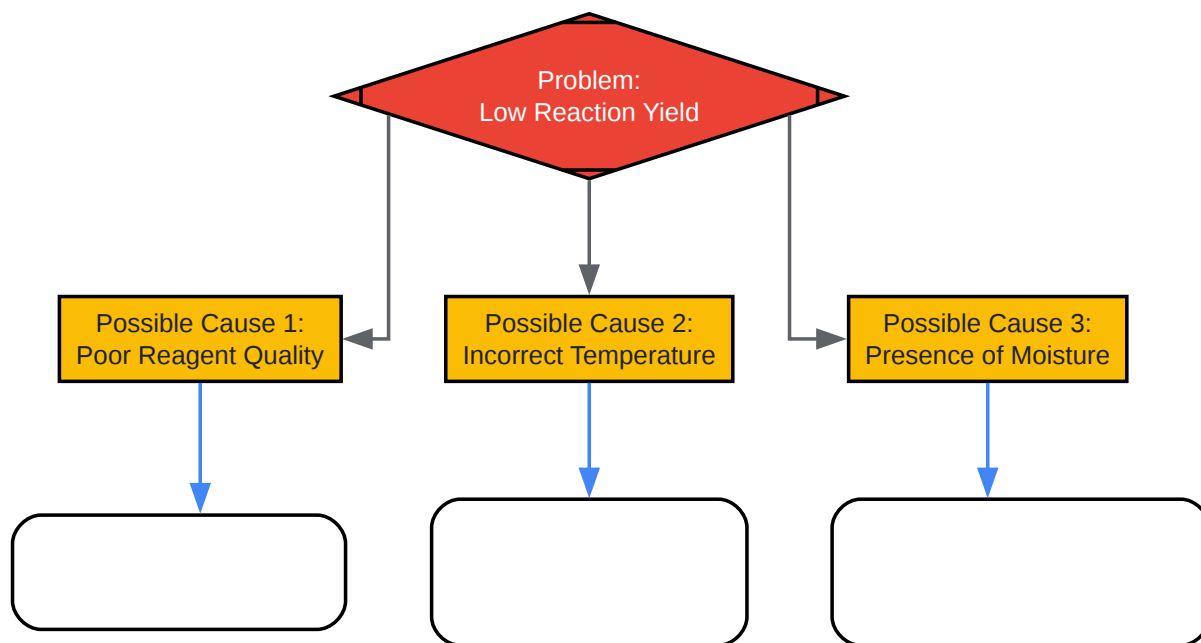 Problem:
Low Reaction Yield
Possible Cause 1:
Poor Reagent Quality
Possible Cause 2:
Incorrect Temperature
Possible Cause 3:
Presence of Moisture